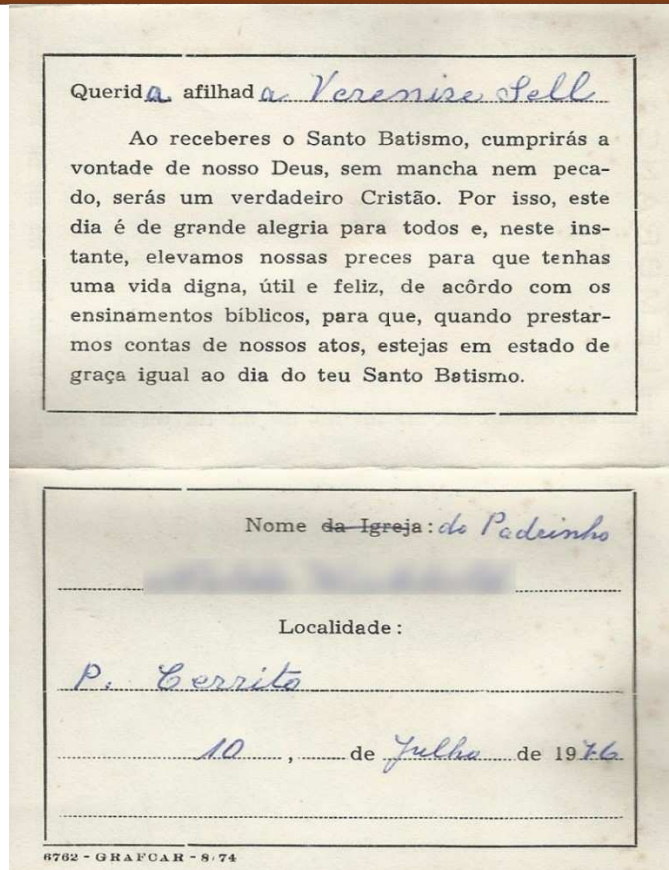 Querida afilhada Verenise Sell
Ao receberes o Santo Batismo, cumprirás a
vontade de nosso Deus, sem mancha nem peca-
do, serás um verdadeiro Cristão. Por isso, este
dia é de grande alegria para todos e, neste ins-
tante, elevamos nossas preces para que tenhas
uma vida digna, útil e feliz, de acôrdo com os
ensinamentos bíblicos, para que, quando prestar-
mos contas de nossos atos, estejas em estado de
graça igual ao dia do teu Santo Batismo.
Nome da Igreja: do Padrinho
Localidade:
P. Cerrito
10, de Julho de 1976
6762 - GRAFCAR - 8/74